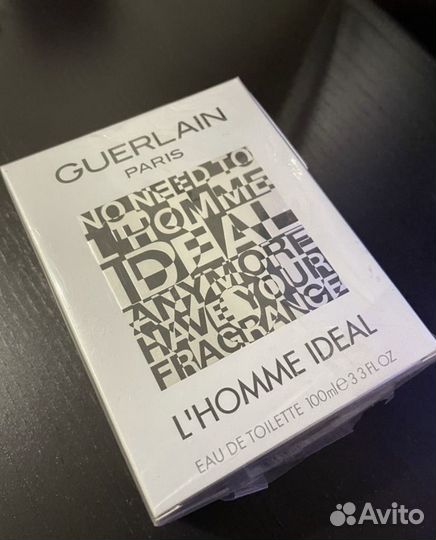 GUERLAIN
PARIS
NO NEED TO
L'HOMME
IDEAL
ANYMORE
HAVE YOUR
FRAGRANCE
L'HOMME IDEAL
EAU DE TOILETTE 100ml e 3.3 FL OZ
Avito